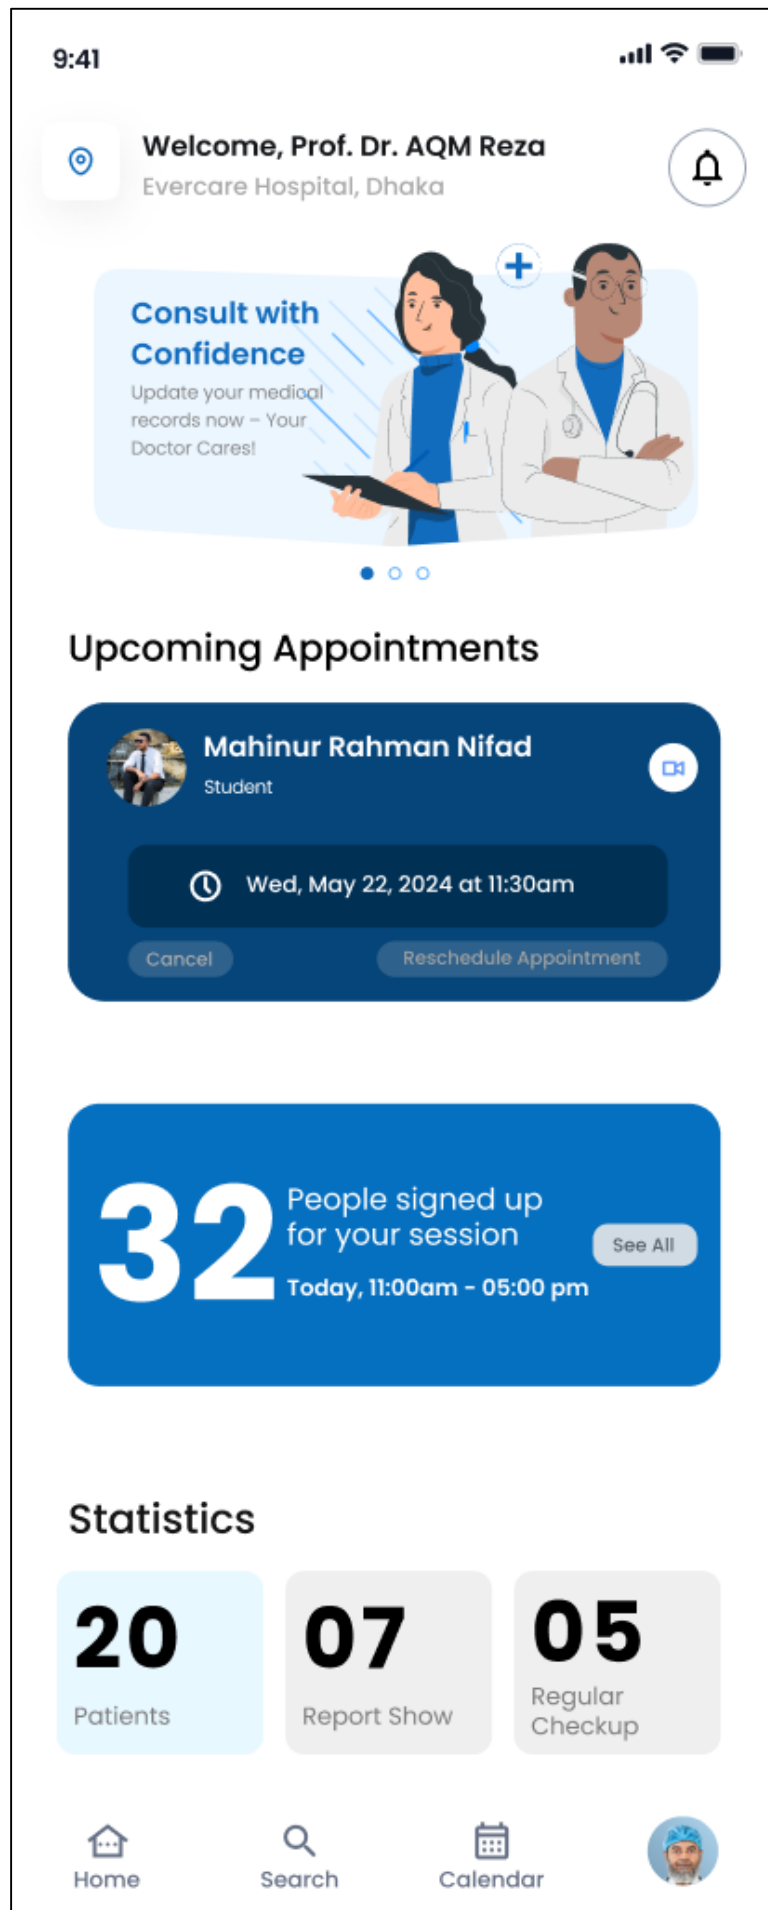 9:41
Welcome, Prof. Dr. AQM Reza
Evercare Hospital, Dhaka
Consult with
Confidence
Update your medical
records now – Your
Doctor Cares!
Upcoming Appointments
Mahinur Rahman Nifad
Student
Wed, May 22, 2024 at 11:30am
Cancel
Reschedule Appointment
32
People signed up
for your session
Today, 11:00am - 05:00 pm
See All
Statistics
20
Patients
07
Report Show
05
Regular
Checkup
Home
Search
Calendar